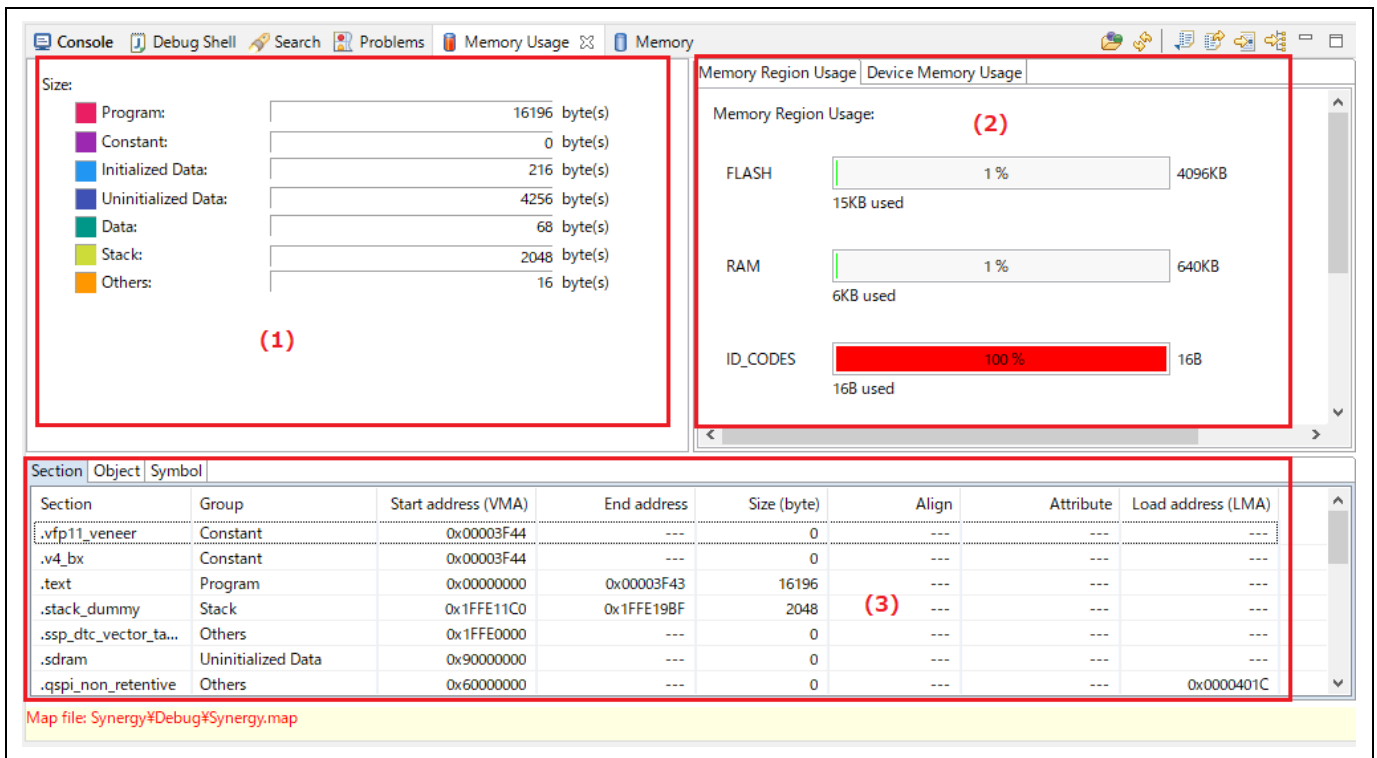 Console Debug Shell Search Problems Memory Usage Memory
Size:
Program: 16196 byte(s)
Constant: 0 byte(s)
Initialized Data: 216 byte(s)
Uninitialized Data: 4256 byte(s)
Data: 68 byte(s)
Stack: 2048 byte(s)
Others: 16 byte(s)
(1)
Memory Region Usage Device Memory Usage
Memory Region Usage:
(2)
FLASH 1 % 4096KB
15KB used
RAM 1 % 640KB
6KB used
ID_CODES 100 % 16B
16B used
Section Object Symbol
Section Group Start address (VMA) End address Size (byte) Align Attribute Load address (LMA)
.vfp11_veneer Constant 0x00003F44 --- 0 --- --- ---
.v4_bx Constant 0x00003F44 --- 0 --- --- ---
.text Program 0x00000000 0x00003F43 16196 --- --- ---
.stack_dummy Stack 0x1FFE11C0 0x1FFE19BF 2048 (3) --- --- ---
.ssp_dtc_vector_ta... Others 0x1FFE0000 --- 0 --- --- ---
.sdram Uninitialized Data 0x90000000 --- 0 --- --- ---
.qspi_non_retentive Others 0x60000000 --- 0 --- --- 0x0000401C
Map file: Synergy¥Debug¥Synergy.map